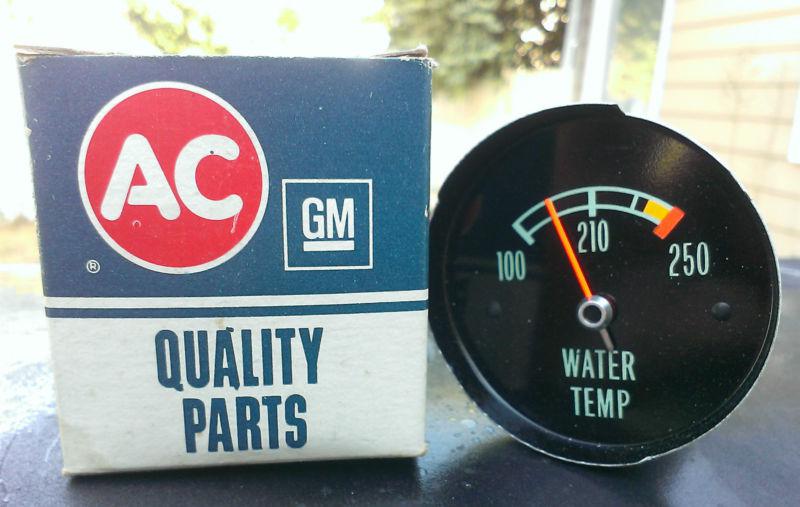 AC
®
GM
QUALITY
PARTS
100
210
250
WATER
TEMP